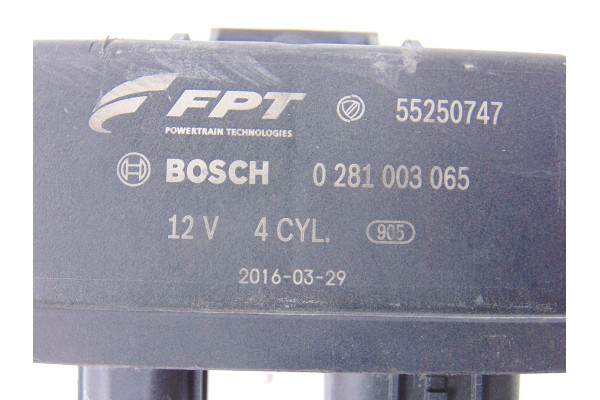 FPT 55250747
POWERTRAIN TECHNOLOGIES
BOSCH 0 281 003 065
12 V 4 CYL. 905
2016-03-29